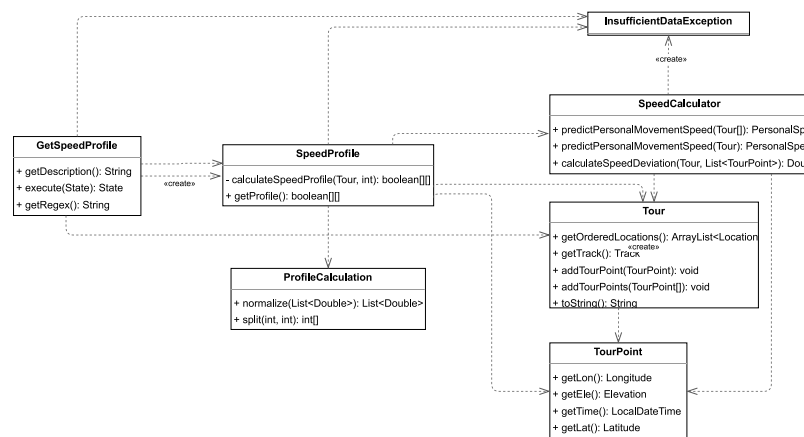 InsufficientDataException
«create»
SpeedCalculator
+ predictPersonalMovementSpeed(Tour[]): PersonalSp
+ predictPersonalMovementSpeed(Tour): PersonalSpe
+ calculateSpeedDeviation(Tour, List<TourPoint>): Dou
GetSpeedProfile
+ getDescription(): String
+ execute(State): State
+ getRegex(): String
«create»
SpeedProfile
- calculateSpeedProfile(Tour, int): boolean[][]
+ getProfile(): boolean[][]
Tour
+ getOrderedLocations(): ArrayList<Location
«create»
+ getTrack(): Track
+ addTourPoint(TourPoint): void
+ addTourPoints(TourPoint[]): void
+ toString(): String
ProfileCalculation
+ normalize(List<Double>): List<Double>
+ split(int, int): int[]
TourPoint
+ getLon(): Longitude
+ getEle(): Elevation
+ getTime(): LocalDateTime
+ getLat(): Latitude